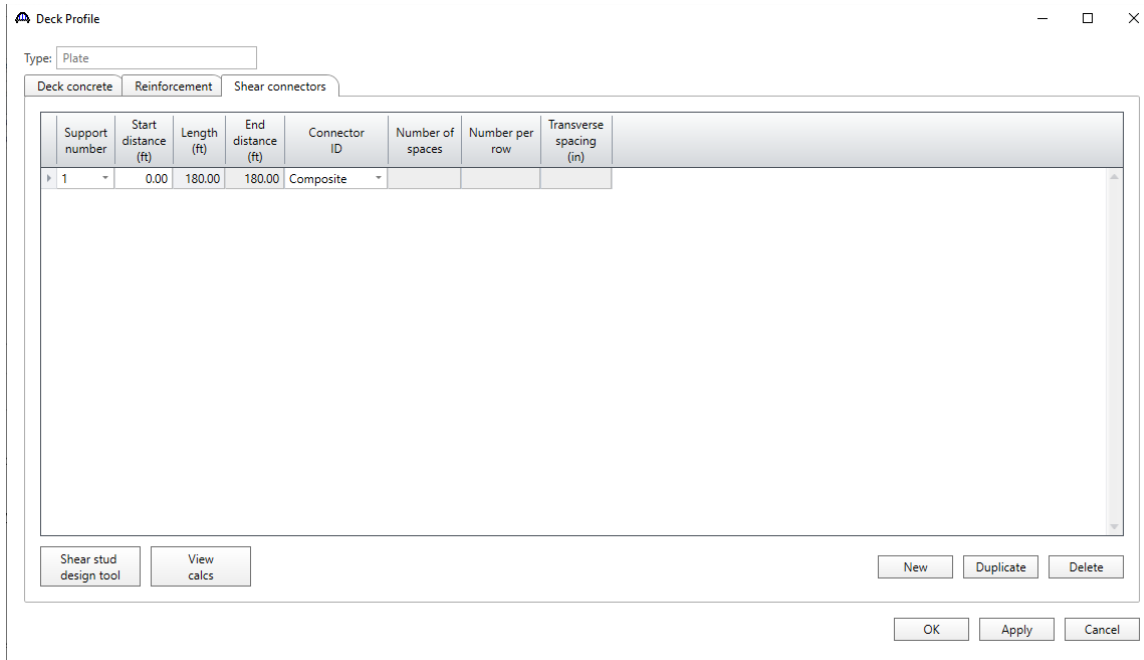 Deck Profile
Type: Plate
Deck concrete Reinforcement Shear connectors
Support number Start distance (ft) Length (ft) End distance (ft) Connector ID Number of spaces Number per row Transverse spacing (in)
1 0.00 180.00 180.00 Composite
Shear stud design tool View calcs New Duplicate Delete
OK Apply Cancel